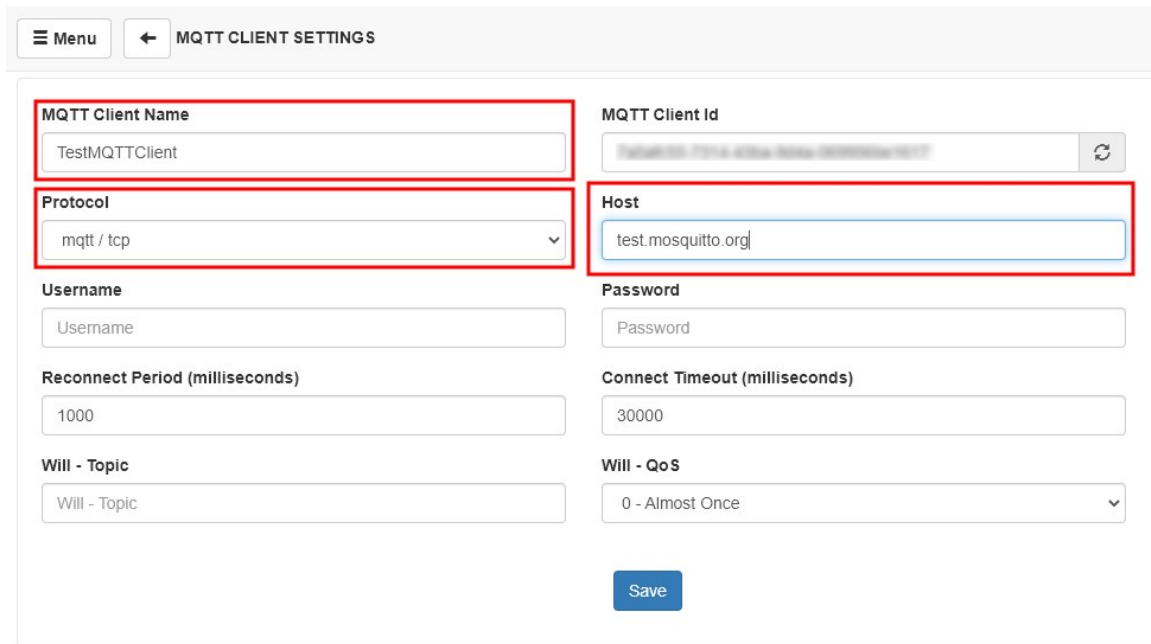 Menu
MQTT CLIENT SETTINGS
MQTT Client Name
MQTT Client Id
TestMQTTClient
Protocol
Host
mqtt / tcp
test.mosquitto.org
Username
Password
Username
Password
Reconnect Period (milliseconds)
Connect Timeout (milliseconds)
1000
30000
Will - Topic
Will - QoS
Will - Topic
0 - Almost Once
Save